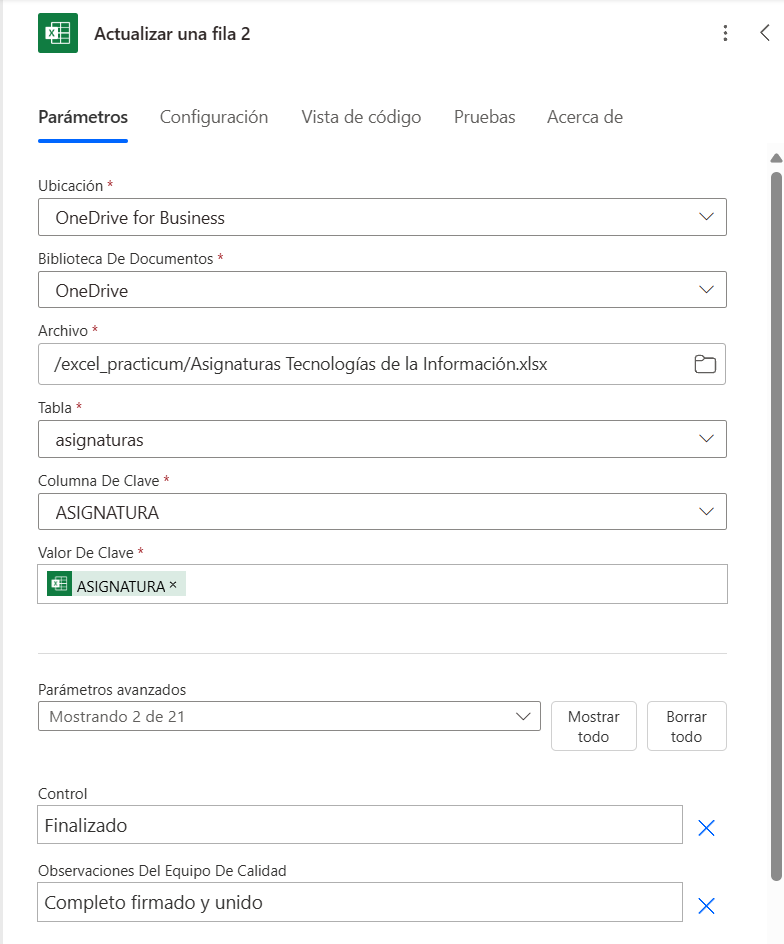 Actualizar una fila 2
Parámetros Configuración Vista de código Pruebas Acerca de
Ubicación *
OneDrive for Business
Biblioteca De Documentos *
OneDrive
Archivo *
/excel_practicum/Asignaturas Tecnologías de la Información.xlsx
Tabla *
asignaturas
Columna De Clave *
ASIGNATURA
Valor De Clave *
ASIGNATURA ×
Parámetros avanzados
Mostrando 2 de 21
Mostrar todo
Borrar todo
Control
Finalizado
Observaciones Del Equipo De Calidad
Completo firmado y unido